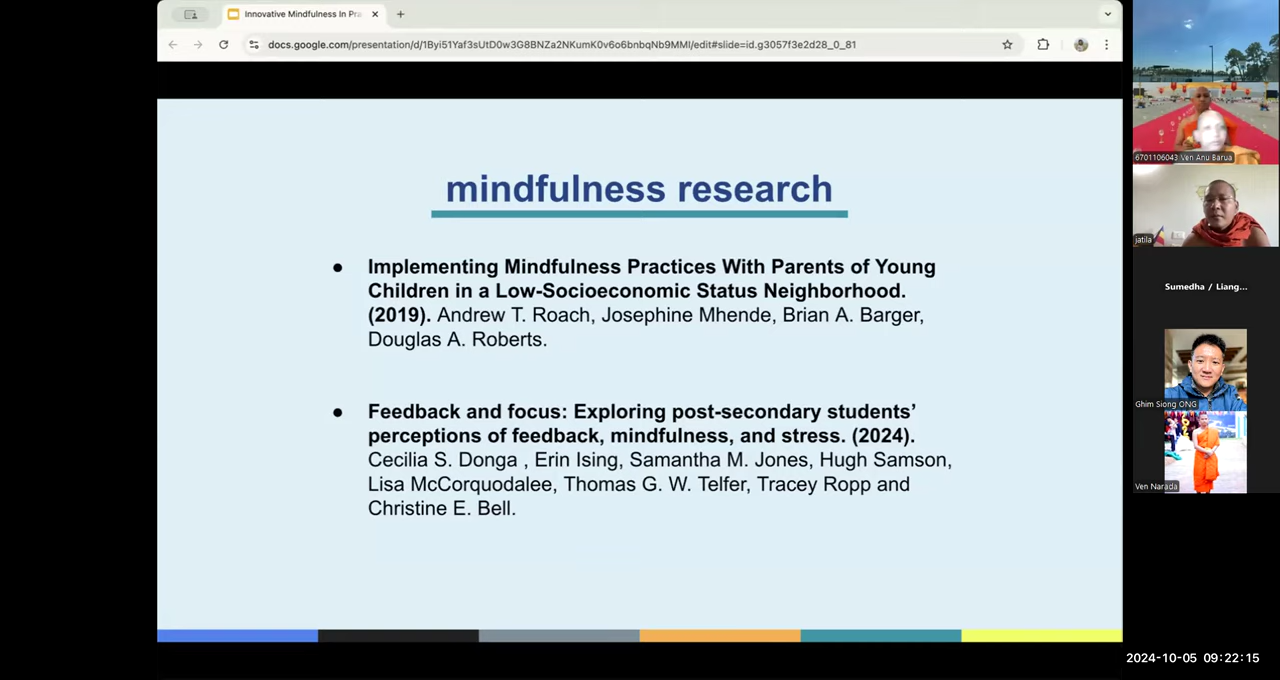 Innovative Mindfulness In Pra
docs.google.com/presentation/d/1Byi51Yaf3sUtD0w3G8BNZa2NKumK0v6o6bnbqNb9MMI/edit#slide=id.g3057f3e2d28_0_81
mindfulness research
● Implementing Mindfulness Practices With Parents of Young
Children in a Low-Socioeconomic Status Neighborhood.
(2019). Andrew T. Roach, Josephine Mhende, Brian A. Barger,
Douglas A. Roberts.
● Feedback and focus: Exploring post-secondary students’
perceptions of feedback, mindfulness, and stress. (2024).
Cecilia S. Donga , Erin Ising, Samantha M. Jones, Hugh Samson,
Lisa McCorquodalee, Thomas G. W. Telfer, Tracey Ropp and
Christine E. Bell.
6701106043 Ven Anu Barua
jatila
Sumedha / Liang...
Ghim Siong ONG
Ven Narada
2024-10-05 09:22:15